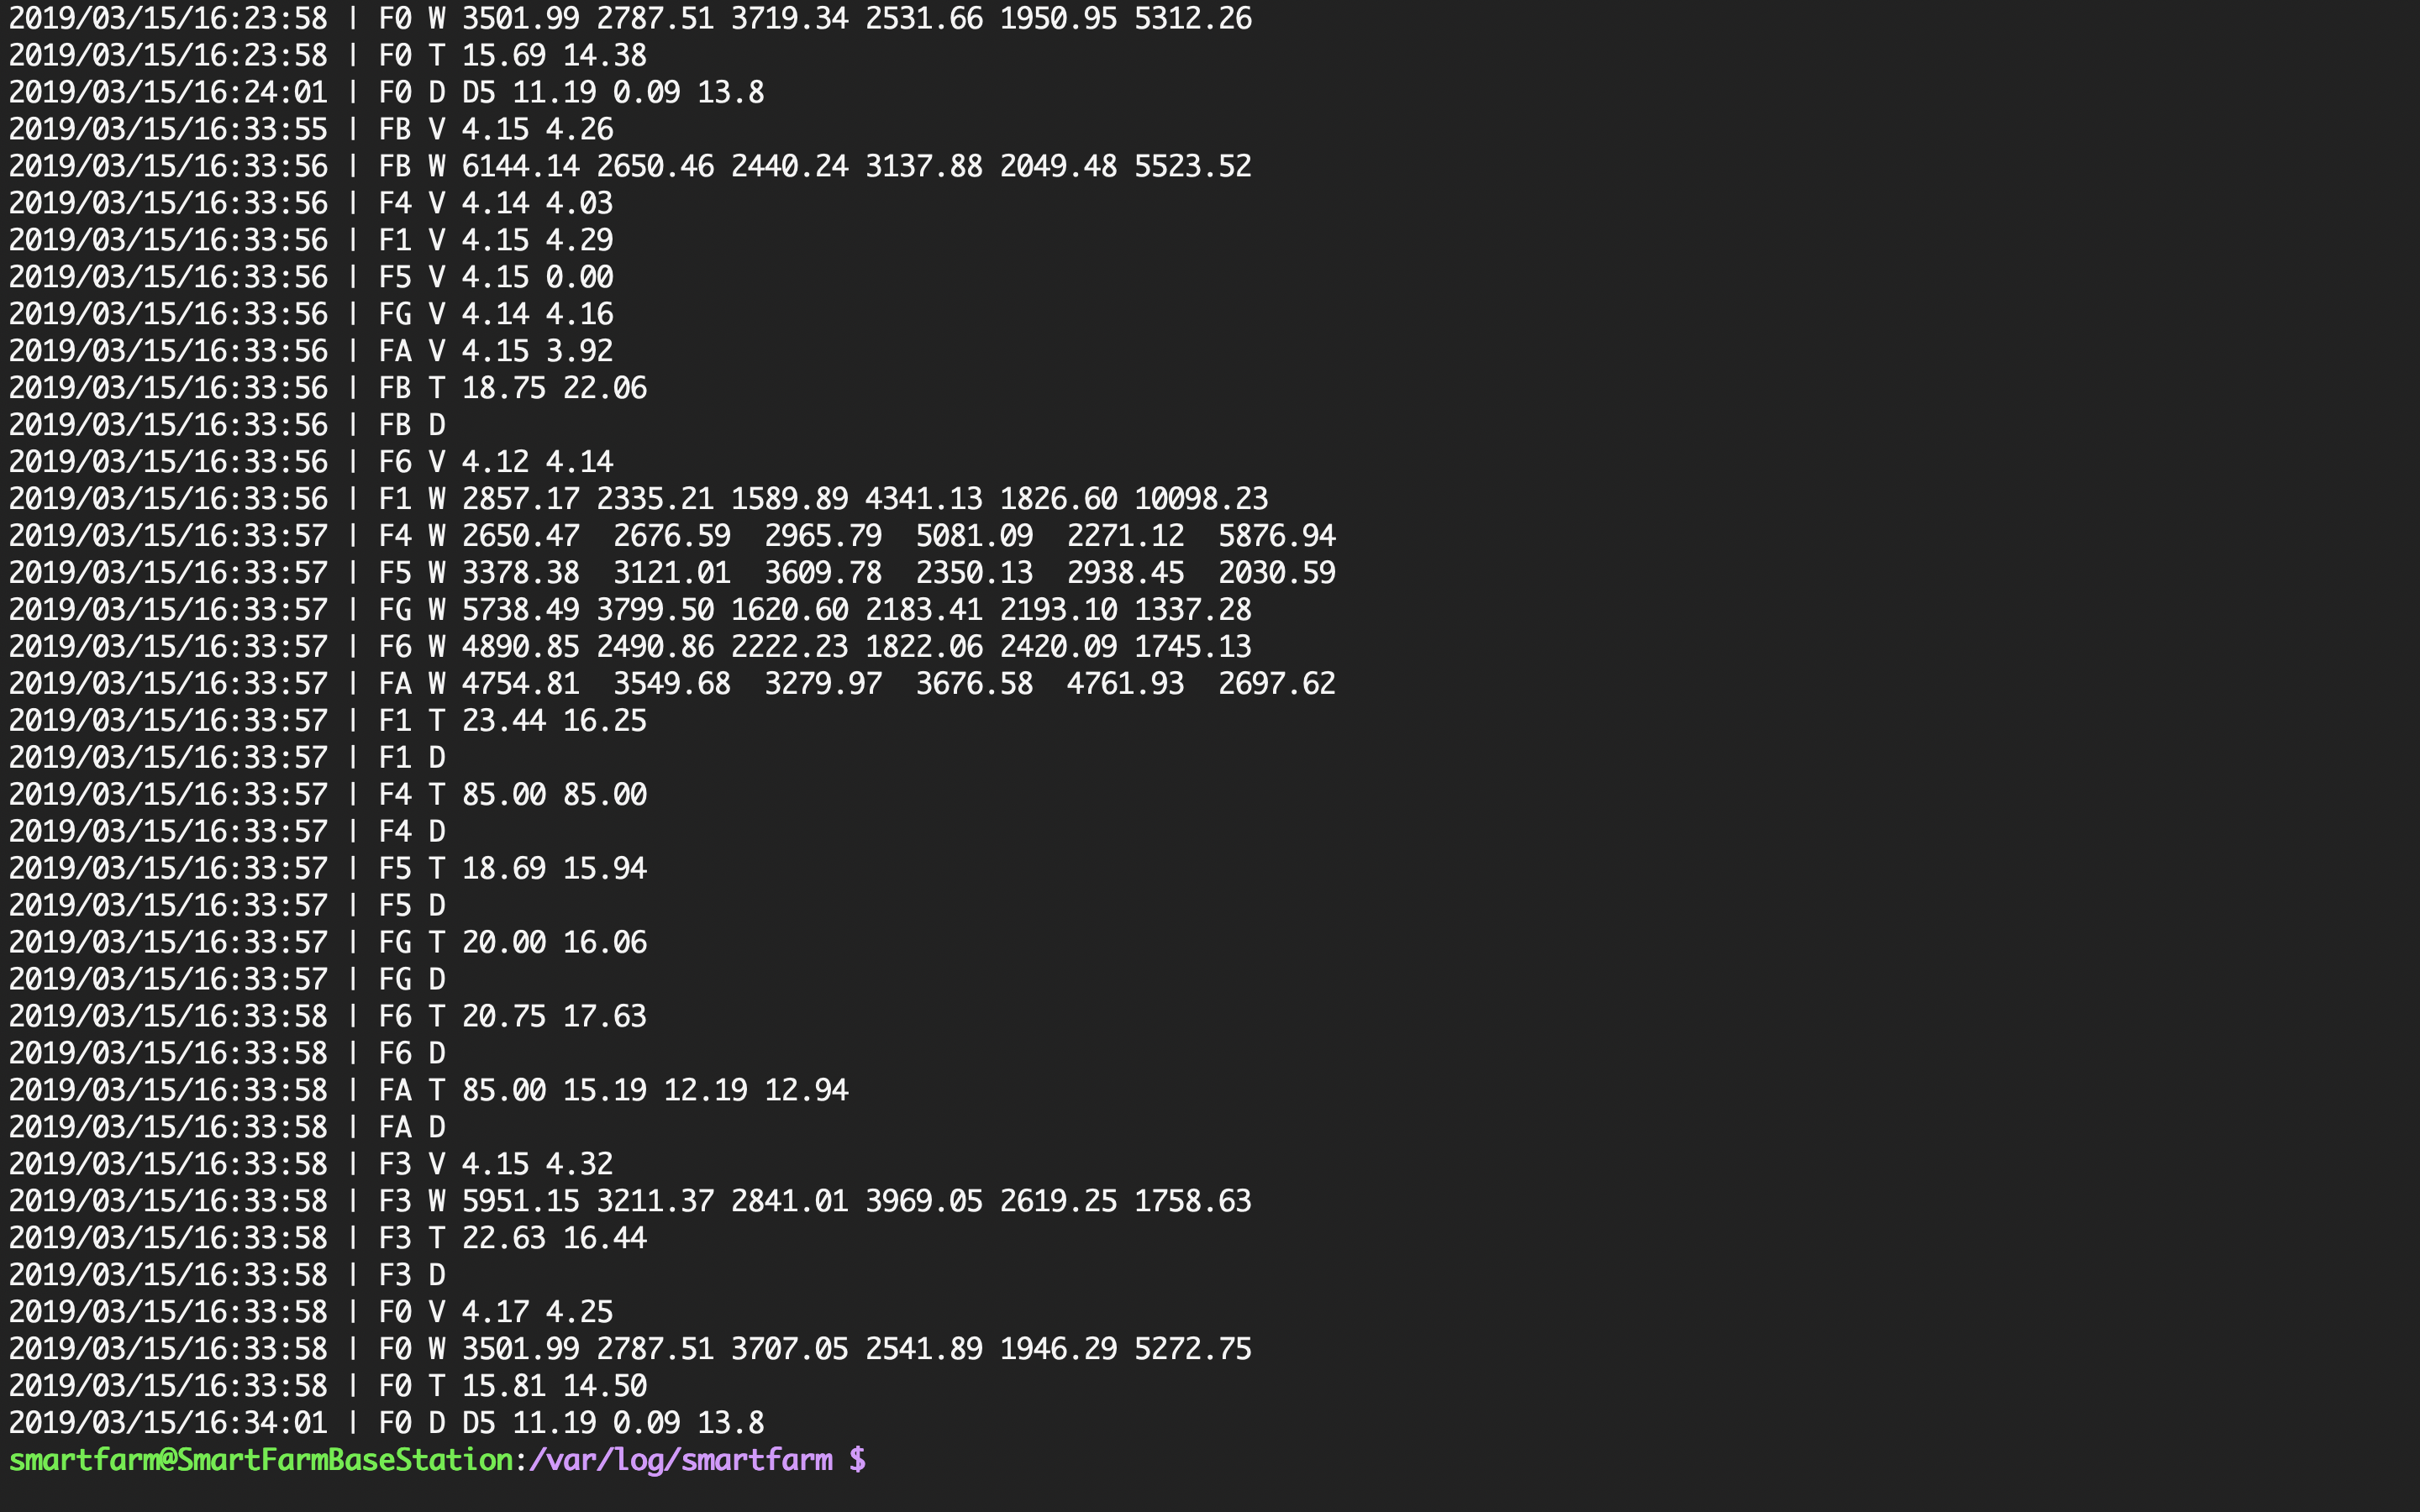 2019/03/15/16:23:58 | F0 W 3501.99 2787.51 3719.34 2531.66 1950.95 5312.26
2019/03/15/16:23:58 | F0 T 15.69 14.38
2019/03/15/16:24:01 | F0 D D5 11.19 0.09 13.8
2019/03/15/16:33:55 | FB V 4.15 4.26
2019/03/15/16:33:56 | FB W 6144.14 2650.46 2440.24 3137.88 2049.48 5523.52
2019/03/15/16:33:56 | F4 V 4.14 4.03
2019/03/15/16:33:56 | F1 V 4.15 4.29
2019/03/15/16:33:56 | F5 V 4.15 0.00
2019/03/15/16:33:56 | FG V 4.14 4.16
2019/03/15/16:33:56 | FA V 4.15 3.92
2019/03/15/16:33:56 | FB T 18.75 22.06
2019/03/15/16:33:56 | FB D
2019/03/15/16:33:56 | F6 V 4.12 4.14
2019/03/15/16:33:56 | F1 W 2857.17 2335.21 1589.89 4341.13 1826.60 10098.23
2019/03/15/16:33:57 | F4 W 2650.47  2676.59  2965.79  5081.09  2271.12  5876.94
2019/03/15/16:33:57 | F5 W 3378.38  3121.01  3609.78  2350.13  2938.45  2030.59
2019/03/15/16:33:57 | FG W 5738.49 3799.50 1620.60 2183.41 2193.10 1337.28
2019/03/15/16:33:57 | F6 W 4890.85 2490.86 2222.23 1822.06 2420.09 1745.13
2019/03/15/16:33:57 | FA W 4754.81  3549.68  3279.97  3676.58  4761.93  2697.62
2019/03/15/16:33:57 | F1 T 23.44 16.25
2019/03/15/16:33:57 | F1 D
2019/03/15/16:33:57 | F4 T 85.00 85.00
2019/03/15/16:33:57 | F4 D
2019/03/15/16:33:57 | F5 T 18.69 15.94
2019/03/15/16:33:57 | F5 D
2019/03/15/16:33:57 | FG T 20.00 16.06
2019/03/15/16:33:57 | FG D
2019/03/15/16:33:58 | F6 T 20.75 17.63
2019/03/15/16:33:58 | F6 D
2019/03/15/16:33:58 | FA T 85.00 15.19 12.19 12.94
2019/03/15/16:33:58 | FA D
2019/03/15/16:33:58 | F3 V 4.15 4.32
2019/03/15/16:33:58 | F3 W 5951.15 3211.37 2841.01 3969.05 2619.25 1758.63
2019/03/15/16:33:58 | F3 T 22.63 16.44
2019/03/15/16:33:58 | F3 D
2019/03/15/16:33:58 | F0 V 4.17 4.25
2019/03/15/16:33:58 | F0 W 3501.99 2787.51 3707.05 2541.89 1946.29 5272.75
2019/03/15/16:33:58 | F0 T 15.81 14.50
2019/03/15/16:34:01 | F0 D D5 11.19 0.09 13.8
smartfarm@SmartFarmBaseStation:/var/log/smartfarm $